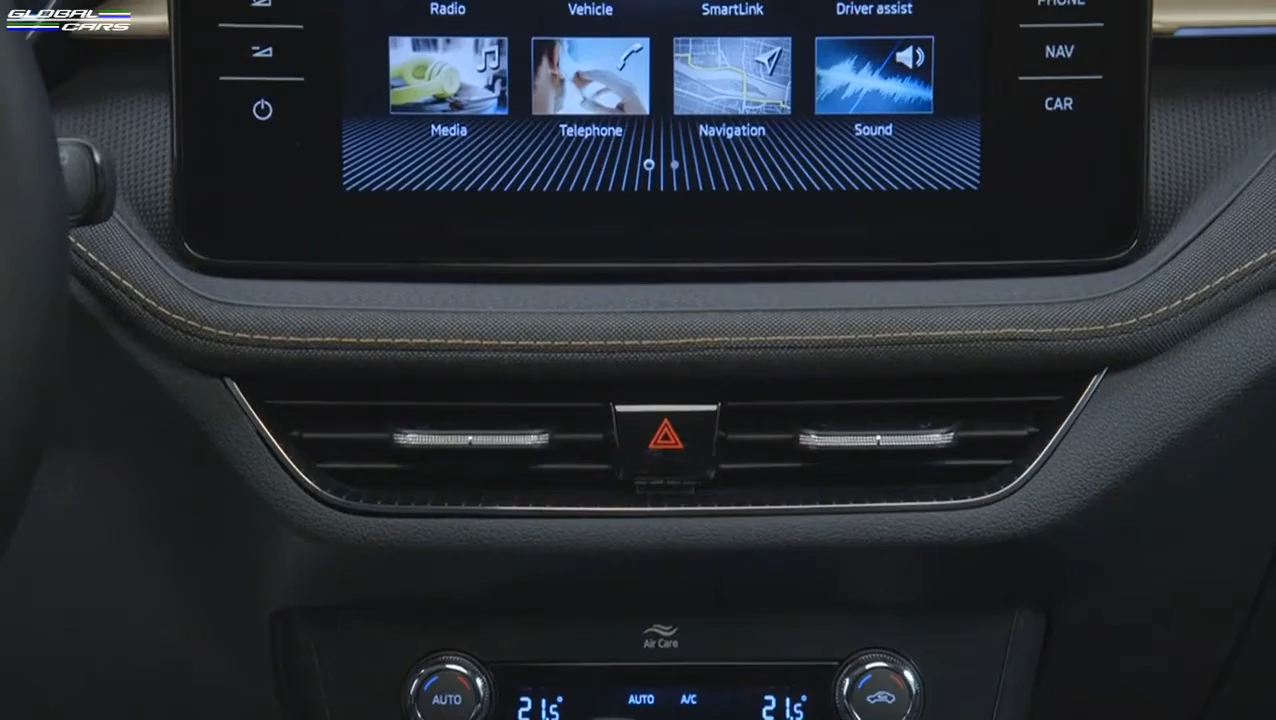 GLOBAL
CARS
Radio Vehicle SmartLink Driver assist
PHONE
NAV
CAR
Media Telephone Navigation Sound
Air Care
AUTO
21.5° AUTO A/C 21.5°